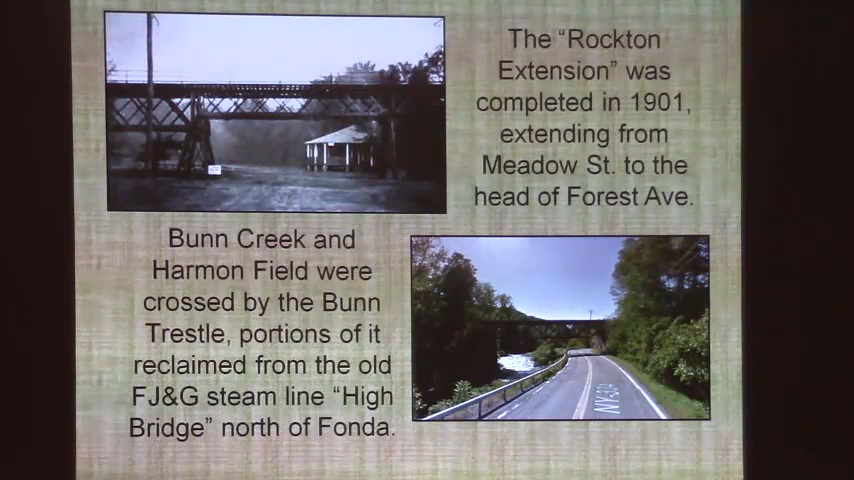 The “Rockton
Extension” was
completed in 1901,
extending from
Meadow St. to the
head of Forest Ave.
Bunn Creek and
Harmon Field were
crossed by the Bunn
Trestle, portions of it
reclaimed from the old
FJ&G steam line “High
Bridge” north of Fonda.